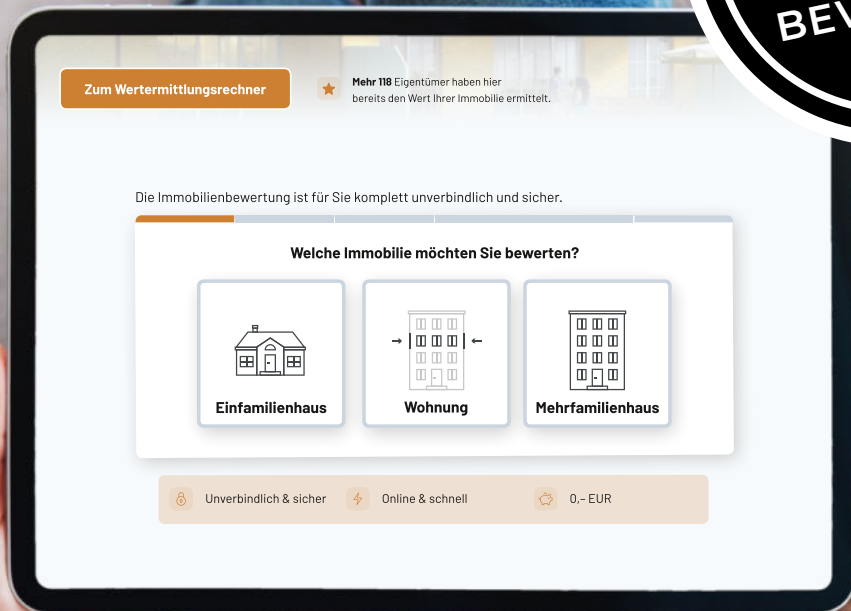 Zum Wertermittlungsrechner
Mehr 118 Eigentümer haben hier
bereits den Wert Ihrer Immobilie ermittelt.
Die Immobilienbewertung ist für Sie komplett unverbindlich und sicher.
Welche Immobilie möchten Sie bewerten?
Einfamilienhaus
Wohnung
Mehrfamilienhaus
Unverbindlich & sicher
Online & schnell
0,– EUR